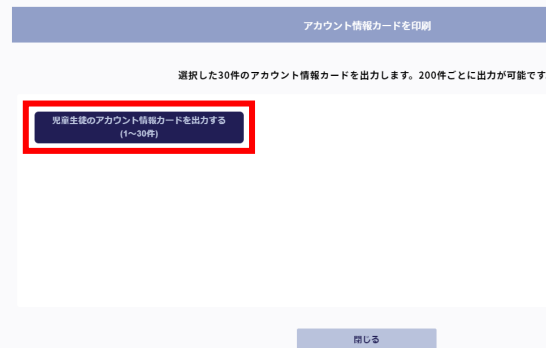 アカウント情報カードを印刷
選択した30件のアカウント情報カードを出力します。200件ごとに出力が可能です
児童生徒のアカウント情報カードを出力する
(1〜30件)
閉じる